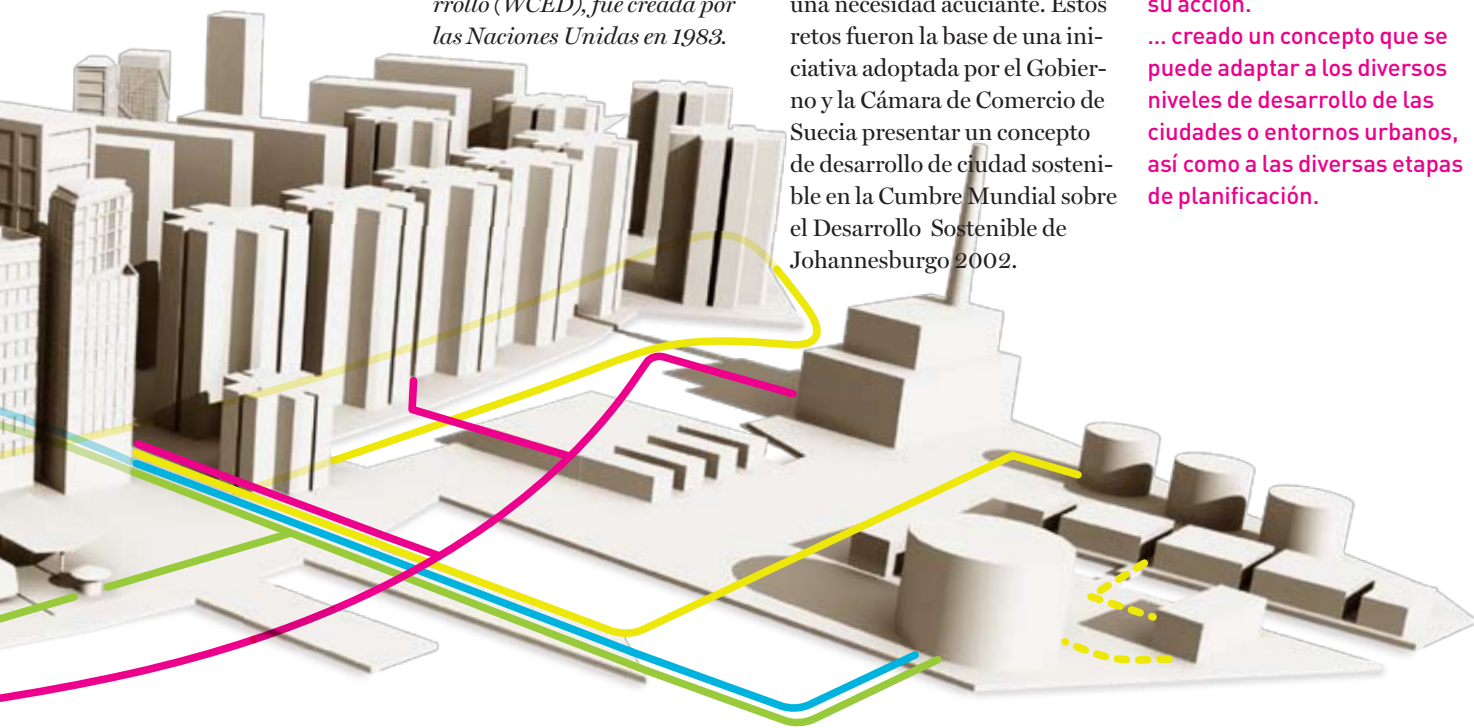 rrollo (WCED), fue creada por
las Naciones Unidas en 1983.
una necesidad acuciante. Estos
retos fueron la base de una ini-
ciativa adoptada por el Gobier-
no y la Cámara de Comercio de
Suecia presentar un concepto
de desarrollo de ciudad sosteni-
ble en la Cumbre Mundial sobre
el Desarrollo Sostenible de
Johannesburgo 2002.
su acción.
... creado un concepto que se
puede adaptar a los diversos
niveles de desarrollo de las
ciudades o entornos urbanos,
así como a las diversas etapas
de planificación.